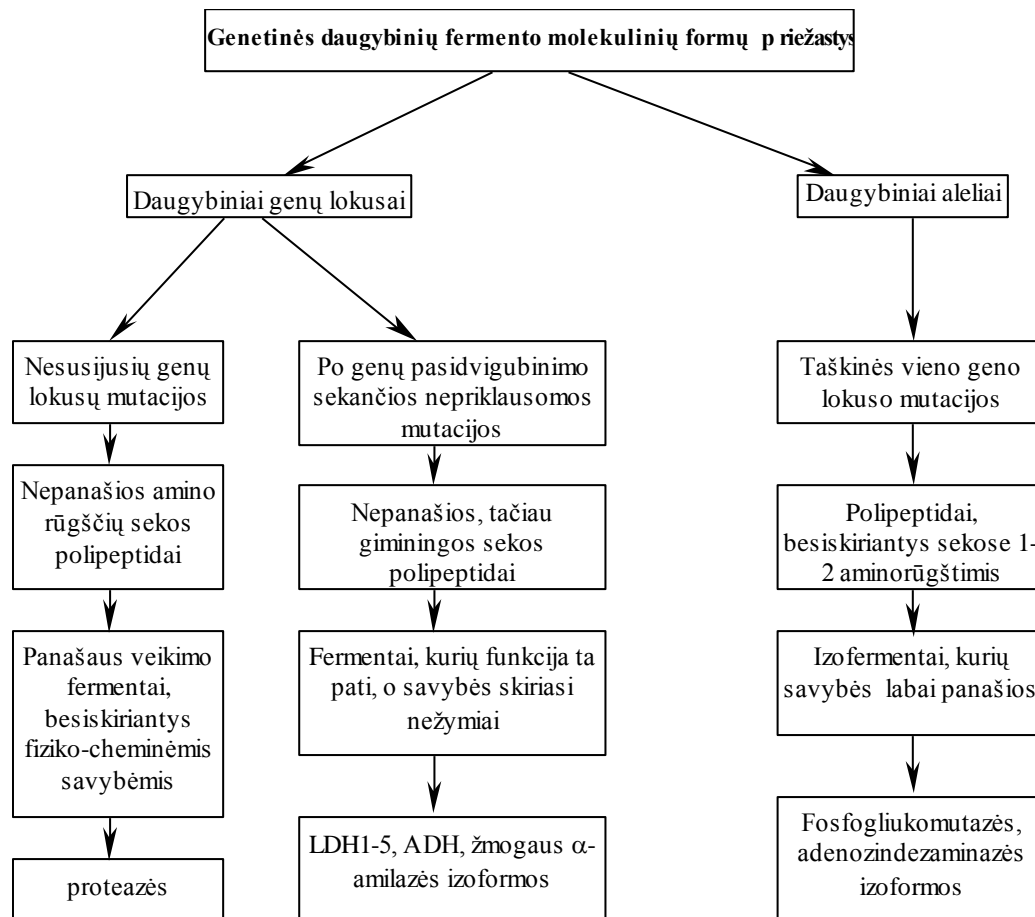 Genetinės daugybinių fermento molekulinių formų p riežastys
Daugybiniai genų lokusai
Daugybiniai aleliai
Nesusijusių genų
lokusų mutacijos
Po genų pasidvigubinimo
sekančios nepriklausomos
mutacijos
Taškinės vieno geno
lokuso mutacijos
Nepanašios amino
rūgščių sekos
polipeptidai
Nepanašios, tačiau
giminingos sekos
polipeptidai
Polipeptidai,
besiskiriantys sekose 1-
2 aminorūgštimis
Panašaus veikimo
fermentai,
besiskiriantys
fiziko-cheminėmis
savybėmis
Fermentai, kurių funkcija ta
pati, o savybės skiriasi
nežymiai
Izofermentai, kurių
savybės labai panašios
proteazės
LDH1-5, ADH, žmogaus α-
amilazės izoformos
Fosfogliukomutazės,
adenozindezaminazės
izoformos